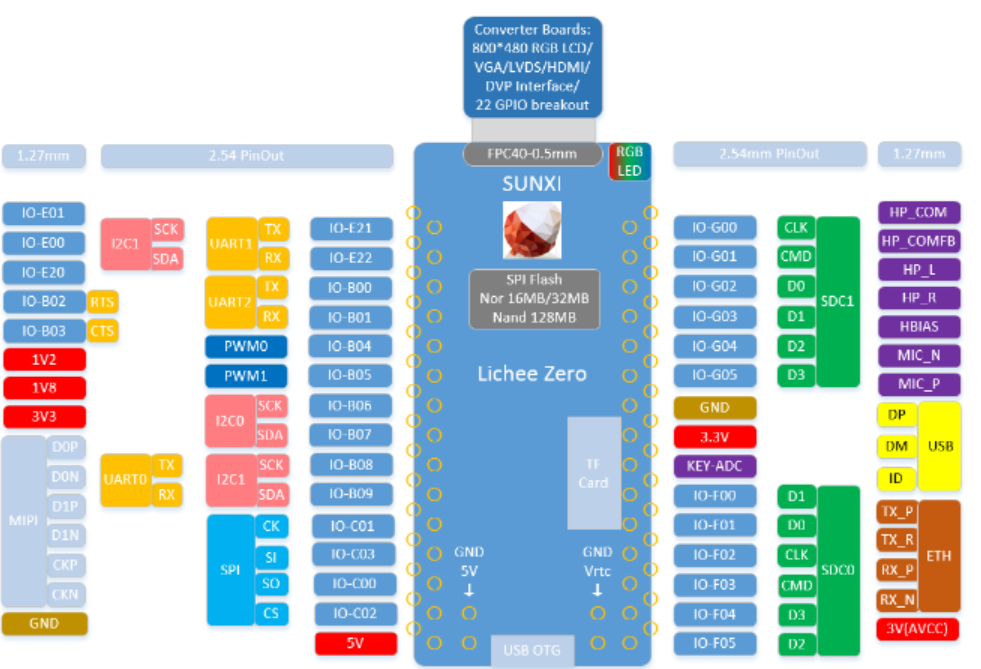 Converter Boards:
800*480 RGB LCD/
VGA/LVDS/HDMI/
DVP Interface/
22 GPIO breakout
1.27mm
2.54 PinOut
FPC40-0.5mm
RGB
LED
2.54mm PinOut
1.27mm
SUNXI
SPI Flash
Nor 16MB/32MB
Nand 128MB
Lichee Zero
TF
Card
GND
5V
GND
Vrtc
USB OTG
IO-E01
IO-E00
IO-E20
IO-B02
RTS
IO-B03
CTS
1V2
1V8
3V3
MIPI
D0P
D0N
D1P
D1N
CKP
CKN
GND
I2C1
SCK
SDA
UART0
TX
RX
UART1
TX
RX
UART2
TX
RX
PWM0
PWM1
I2C0
SCK
SDA
I2C1
SCK
SDA
SPI
CK
SI
SO
CS
IO-E21
IO-E22
IO-B00
IO-B01
IO-B04
IO-B05
IO-B06
IO-B07
IO-B08
IO-B09
IO-C01
IO-C03
IO-C00
IO-C02
5V
IO-G00
IO-G01
IO-G02
IO-G03
IO-G04
IO-G05
GND
3.3V
KEY-ADC
IO-F00
IO-F01
IO-F02
IO-F03
IO-F04
IO-F05
CLK
CMD
D0
D1
D2
D3
SDC1
D1
D0
CLK
CMD
D3
D2
SDC0
HP_COM
HP_COMFB
HP_L
HP_R
HBIAS
MIC_N
MIC_P
DP
DM
ID
USB
TX_P
TX_R
RX_P
RX_N
ETH
3V(AVCC)